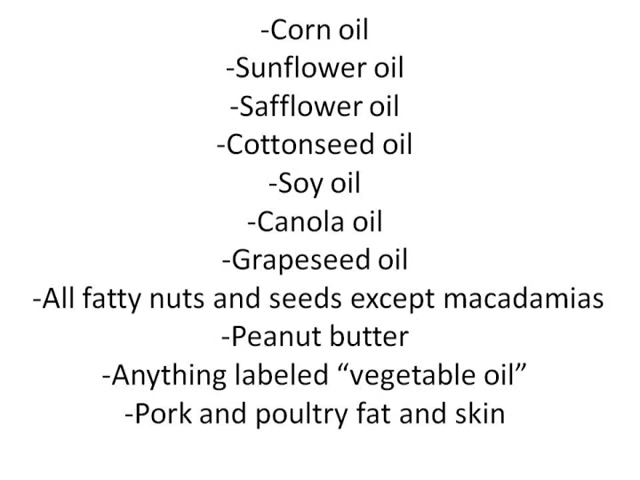 -Corn oil
-Sunflower oil
-Safflower oil
-Cottonseed oil
-Soy oil
-Canola oil
-Grapeseed oil
-All fatty nuts and seeds except macadamias
-Peanut butter
-Anything labeled “vegetable oil”
-Pork and poultry fat and skin